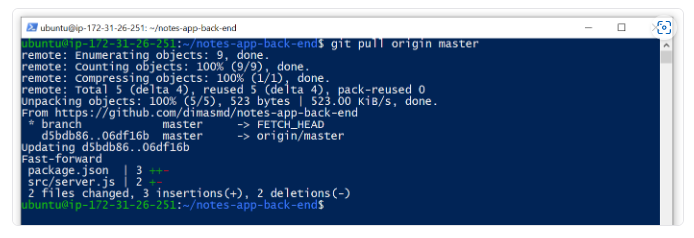 ubuntu@ip-172-31-26-251: ~/notes-app-back-end
ubuntu@ip-172-31-26-251:~/notes-app-back-end$ git pull origin master
remote: Enumerating objects: 9, done.
remote: Counting objects: 100% (9/9), done.
remote: Compressing objects: 100% (1/1), done.
remote: Total 5 (delta 4), reused 5 (delta 4), pack-reused 0
Unpacking objects: 100% (5/5), 523 bytes | 523.00 KiB/s, done.
From https://github.com/dimasmd/notes-app-back-end
 * branch            master     -> FETCH_HEAD
   d5bdb86..06df16b  master     -> origin/master
Updating d5bdb86..06df16b
Fast-forward
 package.json  | 3 ++-
 src/server.js | 2 +-
 2 files changed, 3 insertions(+), 2 deletions(-)
ubuntu@ip-172-31-26-251:~/notes-app-back-end$